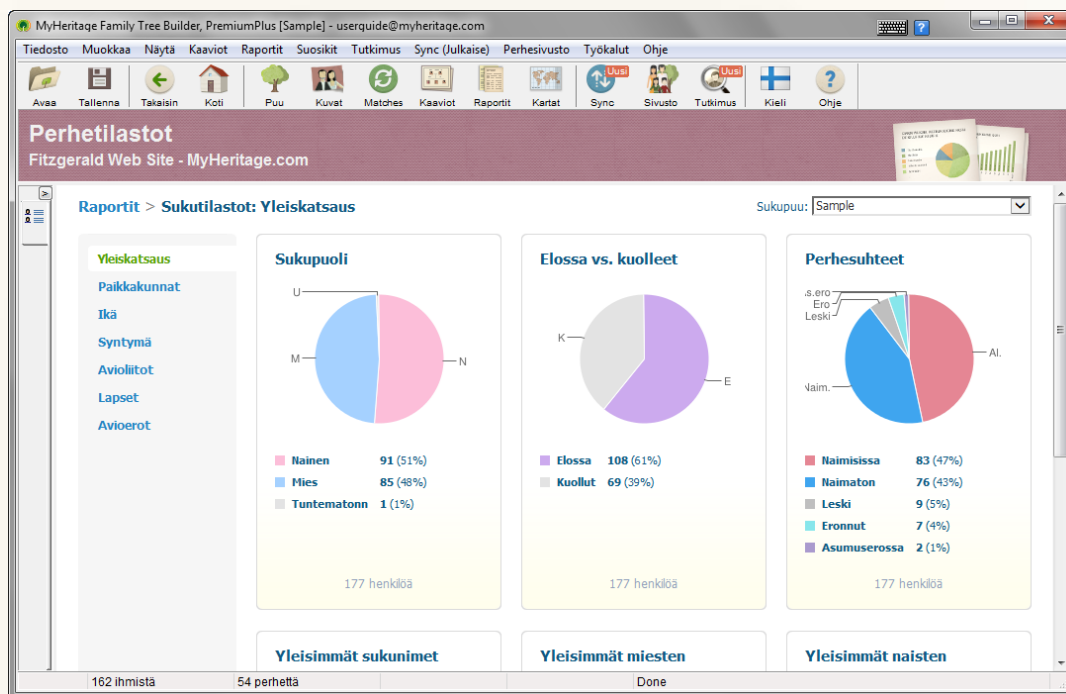 MyHeritage Family Tree Builder, PremiumPlus [Sample] - userguide@myheritage.com
Tiedosto Muokkaa Näytä Kaaviot Raportit Suosikit Tutkimus Sync (Julkaise) Perhesivusto Työkalut Ohje
Uusi Uusi
Avaa Tallenna Takaisin Koti Puu Kuvat Matches Kaaviot Raportit Kartat Sync Sivusto Tutkimus Kieli Ohje
Perhetilastot
Fitzgerald Web Site - MyHeritage.com
Raportit > Sukutilastot: Yleiskatsaus
Sukupuu: Sample
Yleiskatsaus
Paikkakunnat
Ikä
Syntymä
Avioliitot
Lapset
Avioerot
Sukupuoli
U
M
N
Nainen 91 (51%)
Mies 85 (48%)
Tuntematonn 1 (1%)
177 henkilöä
Elossa vs. kuolleet
K
E
Elossa 108 (61%)
Kuollut 69 (39%)
177 henkilöä
Perhesuhteet
s.ero
Ero
Leski
Al.
Naim.
Naimisissa 83 (47%)
Naimaton 76 (43%)
Leski 9 (5%)
Eronnut 7 (4%)
Asumuserossa 2 (1%)
177 henkilöä
Yleisimmät sukunimet
Yleisimmät miesten
Yleisimmät naisten
162 ihmistä 54 perhettä Done